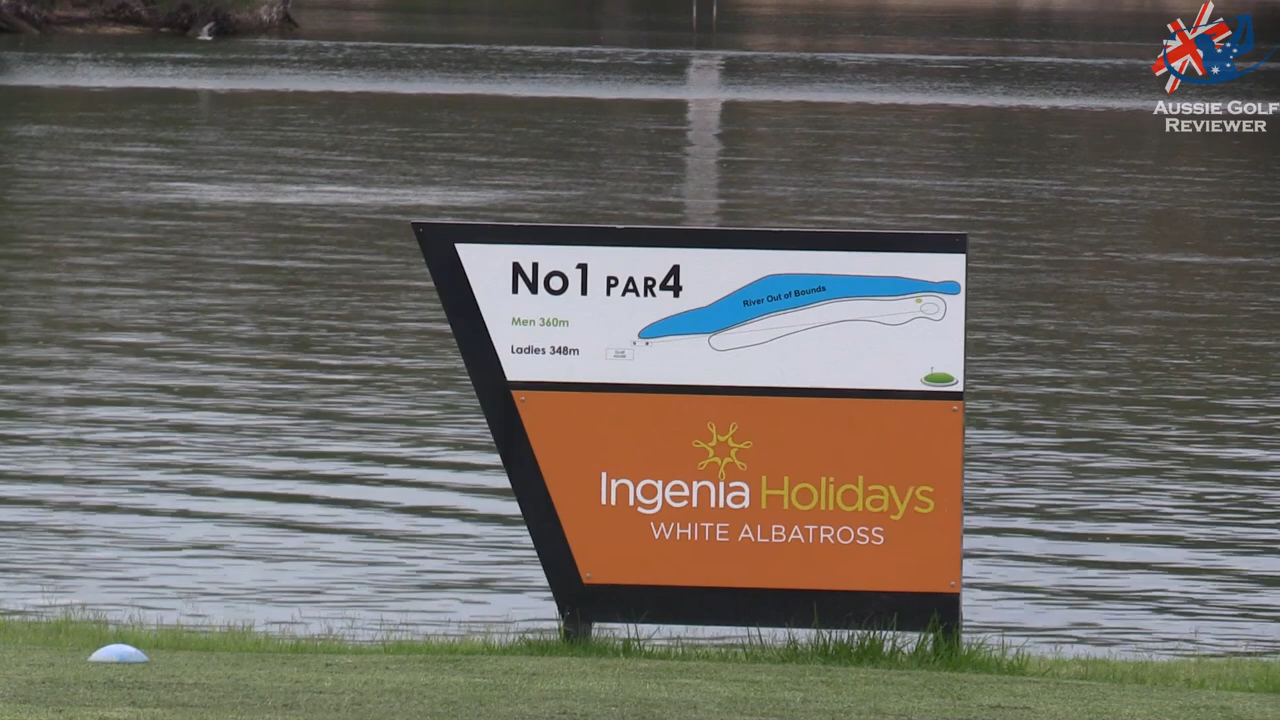 AUSSIE GOLF
REVIEWER
No1 PAR4
River Out of Bounds
Men 360m
Ladies 348m
Ingenia Holidays
WHITE ALBATROSS